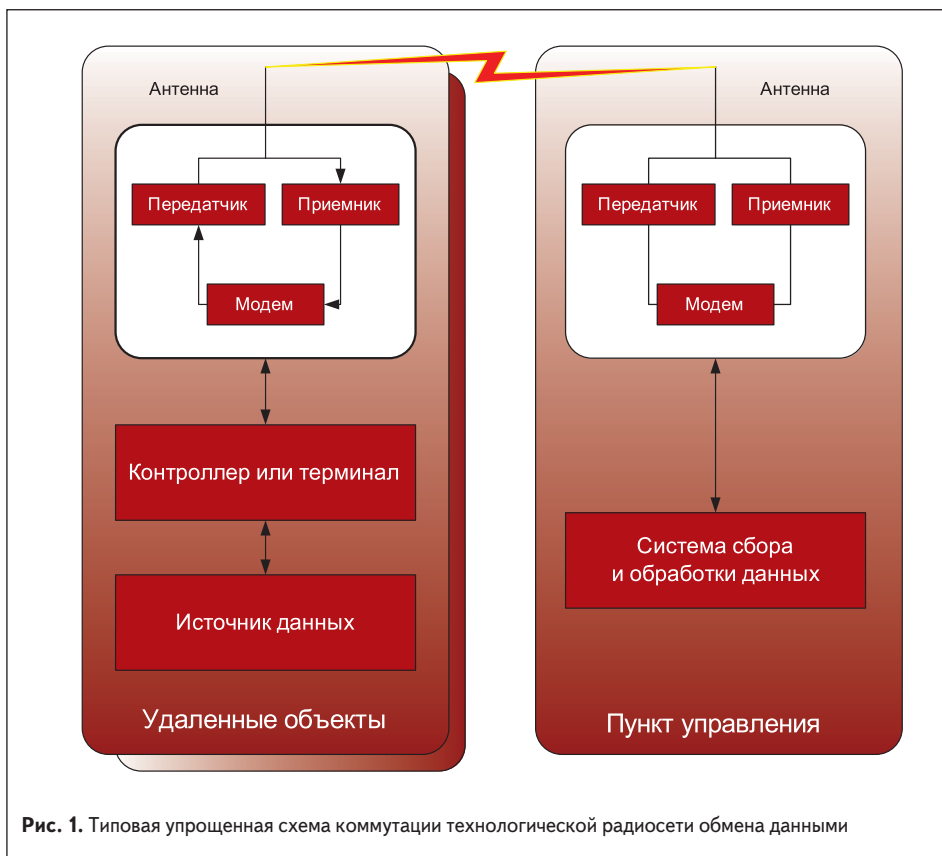 Антенна
Передатчик
Приемник
Модем
Контроллер или терминал
Источник данных
Удаленные объекты
Антенна
Передатчик
Приемник
Модем
Система сбора
и обработки данных
Пункт управления
Рис. 1. Типовая упрощенная схема коммутации технологической радиосети обмена данными